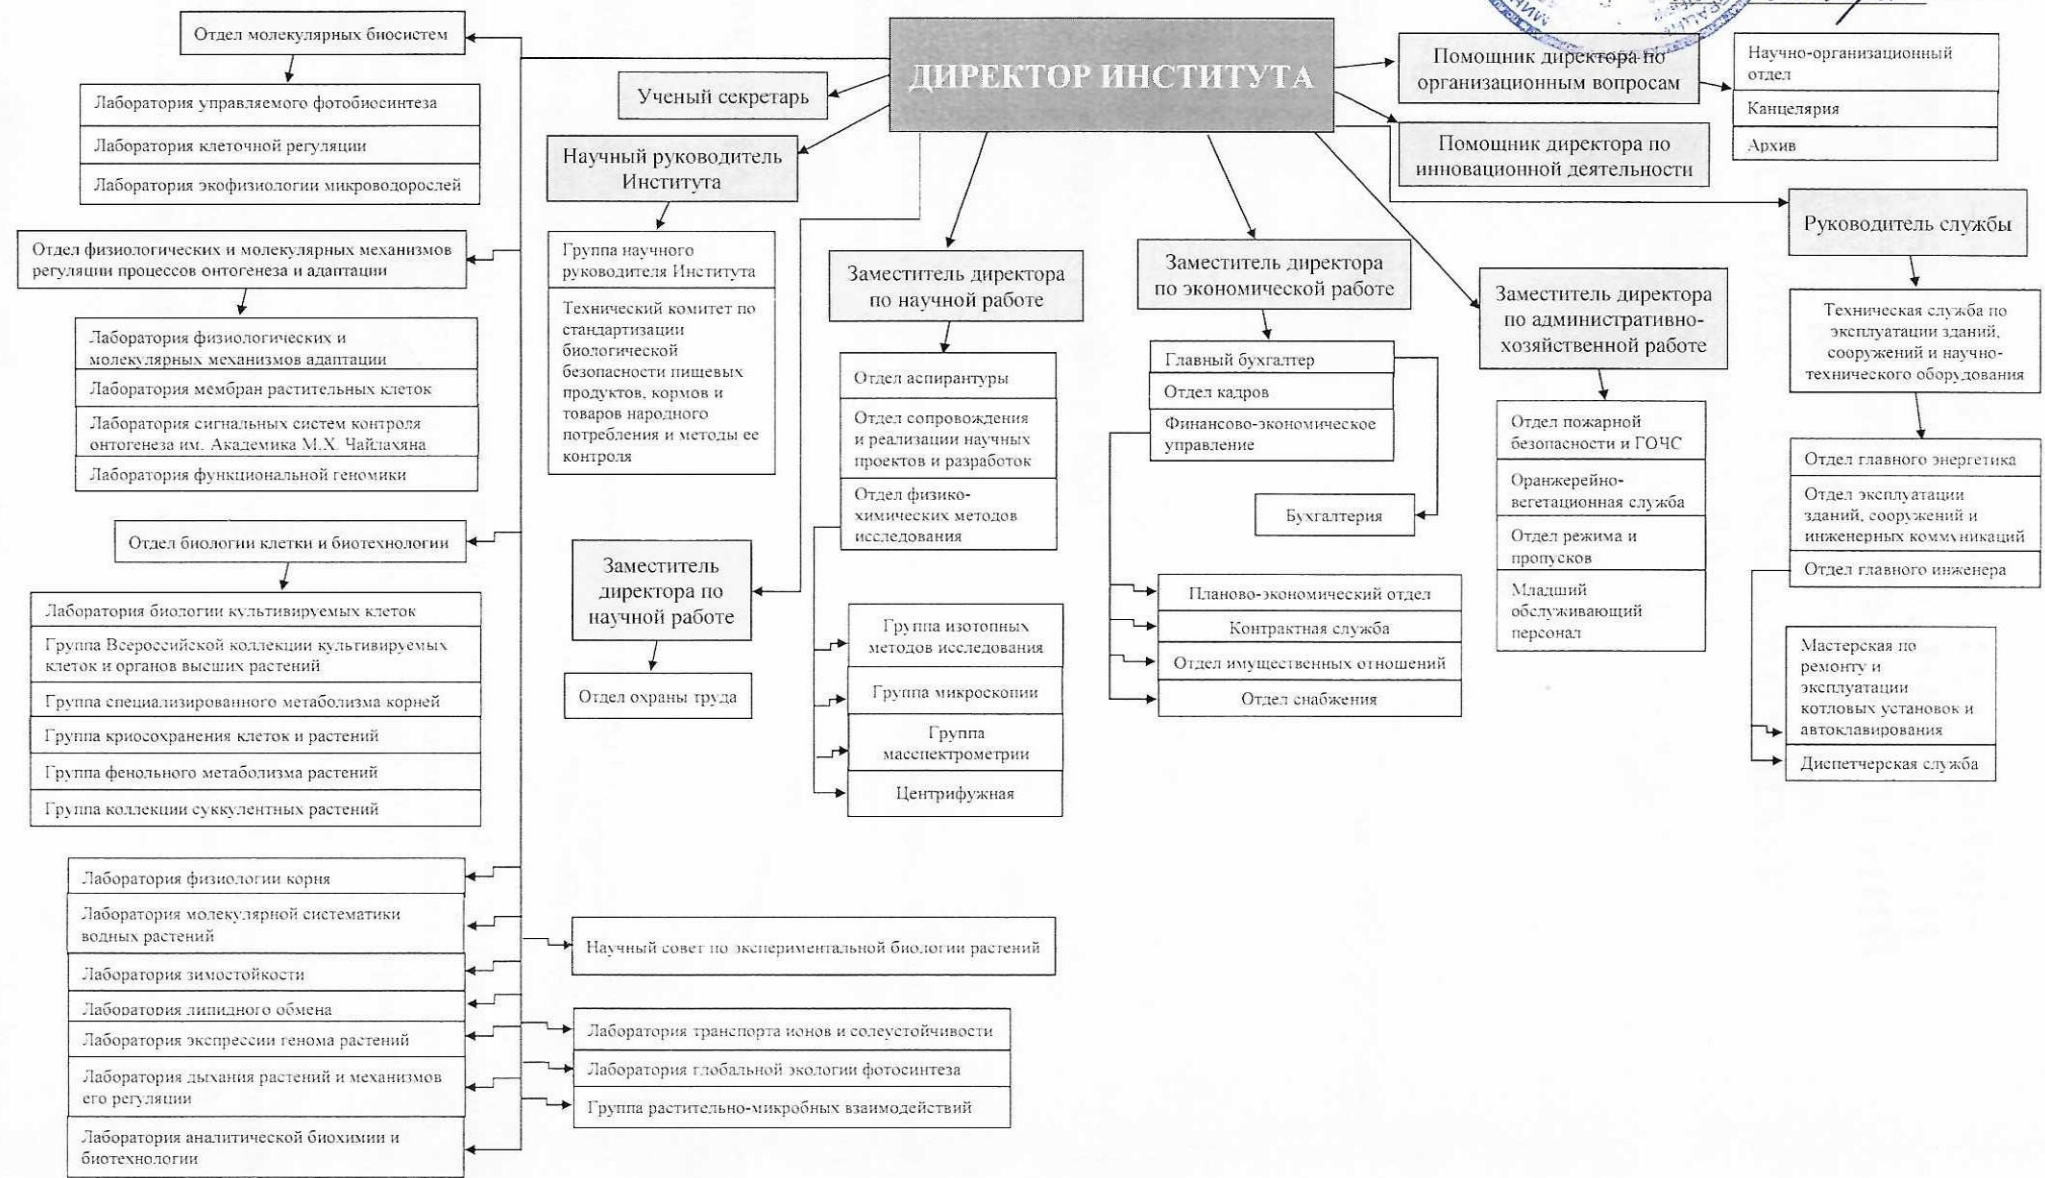 Отдел молекулярных биосистем
Лаборатория управляемого фотобиосинтеза
Лаборатория клеточной регуляции
Лаборатория экофизиологии микроводорослей
Отдел физиологических и молекулярных механизмов
регуляции процессов онтогенеза и адаптации
Лаборатория физиологических и
молекулярных механизмов адаптации
Лаборатория мембран растительных клеток
Лаборатория сигнальных систем контроля
онтогенеза им. Академика М.Х. Чайлахяна
Лаборатория функциональной геномики
Отдел биологии клетки и биотехнологии
Лаборатория биологии культивируемых клеток
Группа Всероссийской коллекции культивируемых
клеток и органов высших растений
Группа специализированного метаболизма корней
Группа криосохранения клеток и растений
Группа фенольного метаболизма растений
Группа коллекции суккулентных растений
Лаборатория физиологии корня
Лаборатория молекулярной систематики
водных растений
Лаборатория зимостойкости
Лаборатория липидного обмена
Лаборатория экспрессии генома растений
Лаборатория дыхания растений и механизмов
его регуляции
Лаборатория аналитической биохимии и
биотехнологии
ДИРЕКТОР ИНСТИТУТА
Ученый секретарь
Научный руководитель
Института
Группа научного
руководителя Института
Технический комитет по
стандартизации
биологической
безопасности пищевых
продуктов, кормов и
товаров народного
потребления и методы ее
контроля
Заместитель
директора по
научной работе
Отдел охраны труда
Научный совет по экспериментальной биологии растений
Лаборатория транспорта ионов и солеустойчивости
Лаборатория глобальной экологии фотосинтеза
Группа растительно-микробных взаимодействий
Заместитель директора
по научной работе
Отдел аспирантуры
Отдел сопровождения
и реализации научных
проектов и разработок
Отдел физико-
химических методов
исследования
Группа изотопных
методов исследования
Группа микроскопии
Группа
масспектрометрии
Центрифужная
Заместитель директора
по экономической работе
Главный бухгалтер
Отдел кадров
Финансово-экономическое
управление
Бухгалтерия
Планово-экономический отдел
Контрактная служба
Отдел имущественных отношений
Отдел снабжения
Помощник директора по
организационным вопросам
Научно-организационный
отдел
Канцелярия
Архив
Помощник директора по
инновационной деятельности
Заместитель директора
по административно-
хозяйственной работе
Отдел пожарной
безопасности и ГОЧС
Оранжерейно-
вегетационная служба
Отдел режима и
пропусков
Младший
обслуживающий
персонал
Руководитель службы
Техническая служба по
эксплуатации зданий,
сооружений и научно-
технического оборудования
Отдел главного энергетика
Отдел эксплуатации
зданий, сооружений и
инженерных коммуникаций
Отдел главного инженера
Мастерская по
ремонту и
эксплуатации
котловых установок и
автоклавирования
Диспетчерская служба